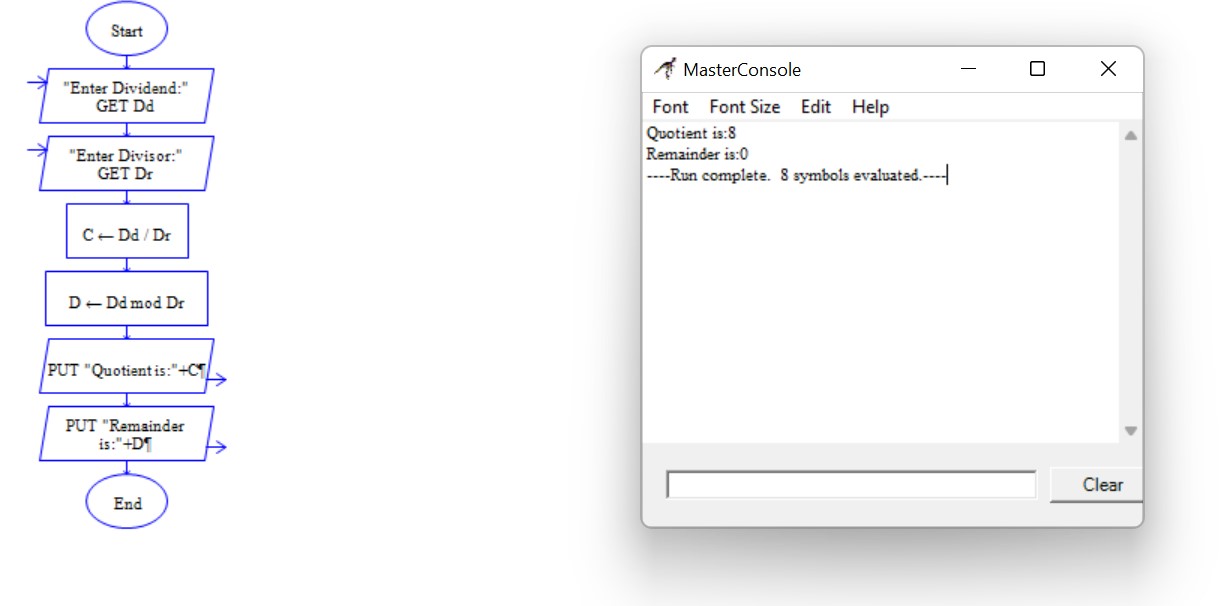 Start
"Enter Dividend:"
GET Dd
"Enter Divisor:"
GET Dr
C ← Dd / Dr
D ← Dd mod Dr
PUT "Quotient is:"+C¶
PUT "Remainder
is:"+D¶
End
MasterConsole
Font Font Size Edit Help
Quotient is:8
Remainder is:0
----Run complete.  8 symbols evaluated.----
Clear